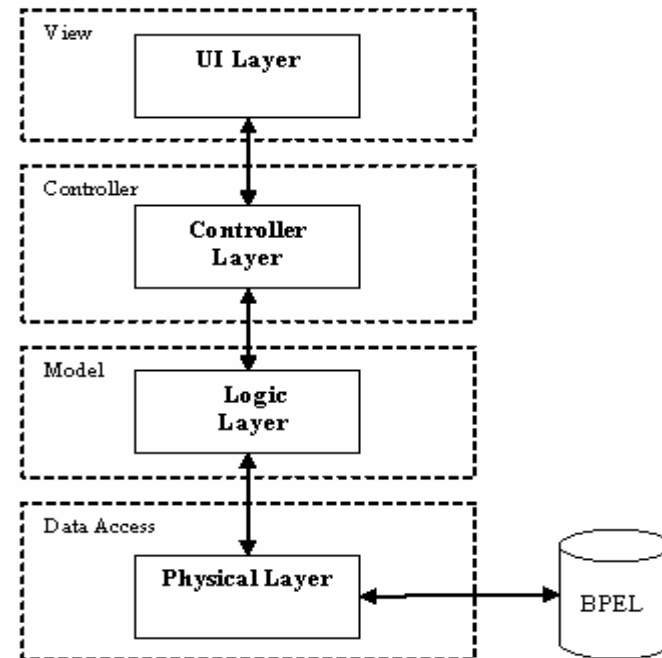 View
UI Layer
Controller
Controller
Layer
Model
Logic
Layer
Data Access
Physical Layer
BPEL